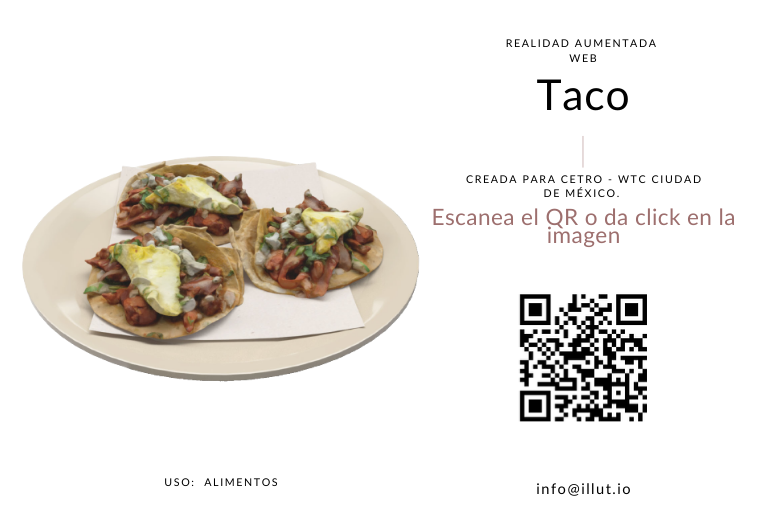 REALIDAD AUMENTADA
WEB
Taco
CREADA PARA CETRO - WTC CIUDAD
DE MÉXICO.
Escanea el QR o da click en la
imagen
USO: ALIMENTOS
info@illut.io